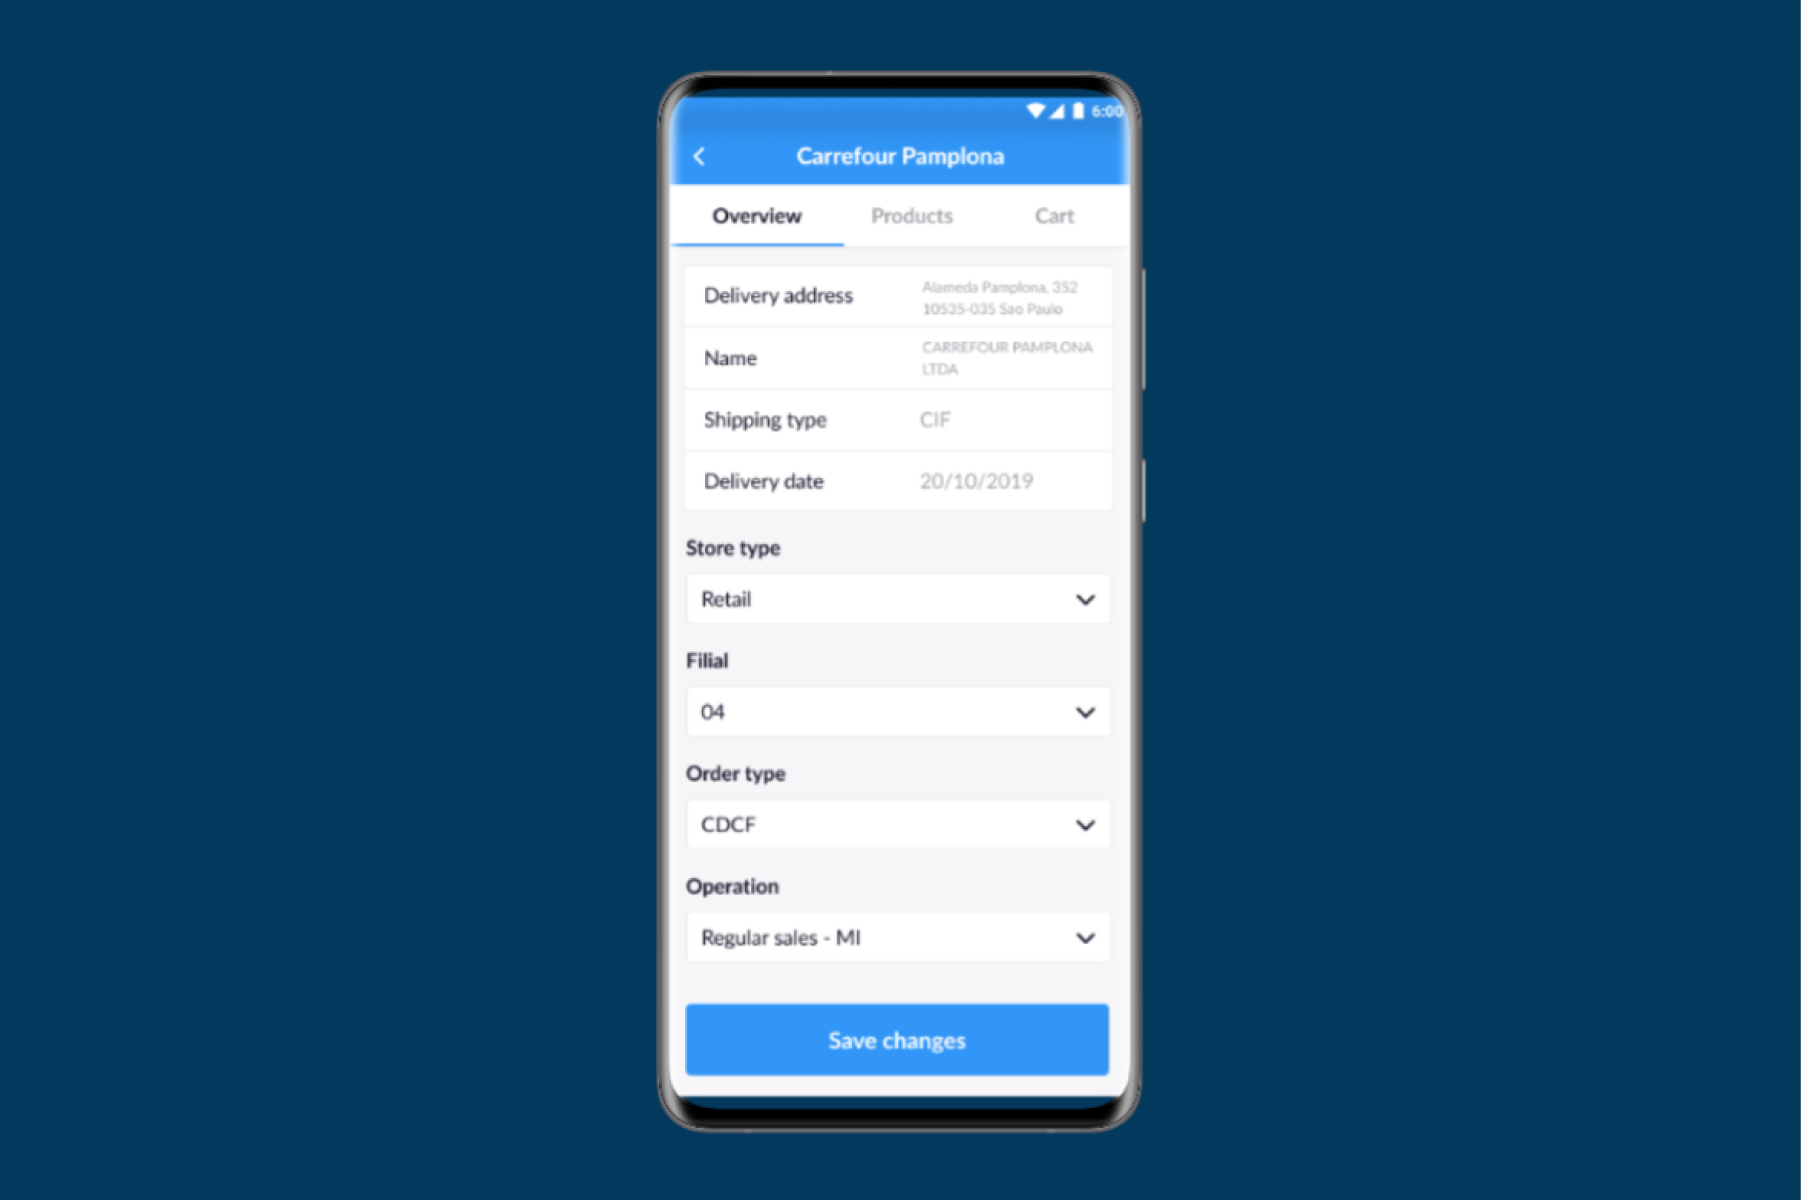 6:00
Carrefour Pamplona
Overview Products Cart
Delivery address
Alameda Pamplona, 352
10535-035 Sao Paulo
Name
CARREFOUR PAMPLONA
LTDA
Shipping type CIF
Delivery date 20/10/2019
Store type
Retail
Filial
04
Order type
CDCF
Operation
Regular sales - MI
Save changes